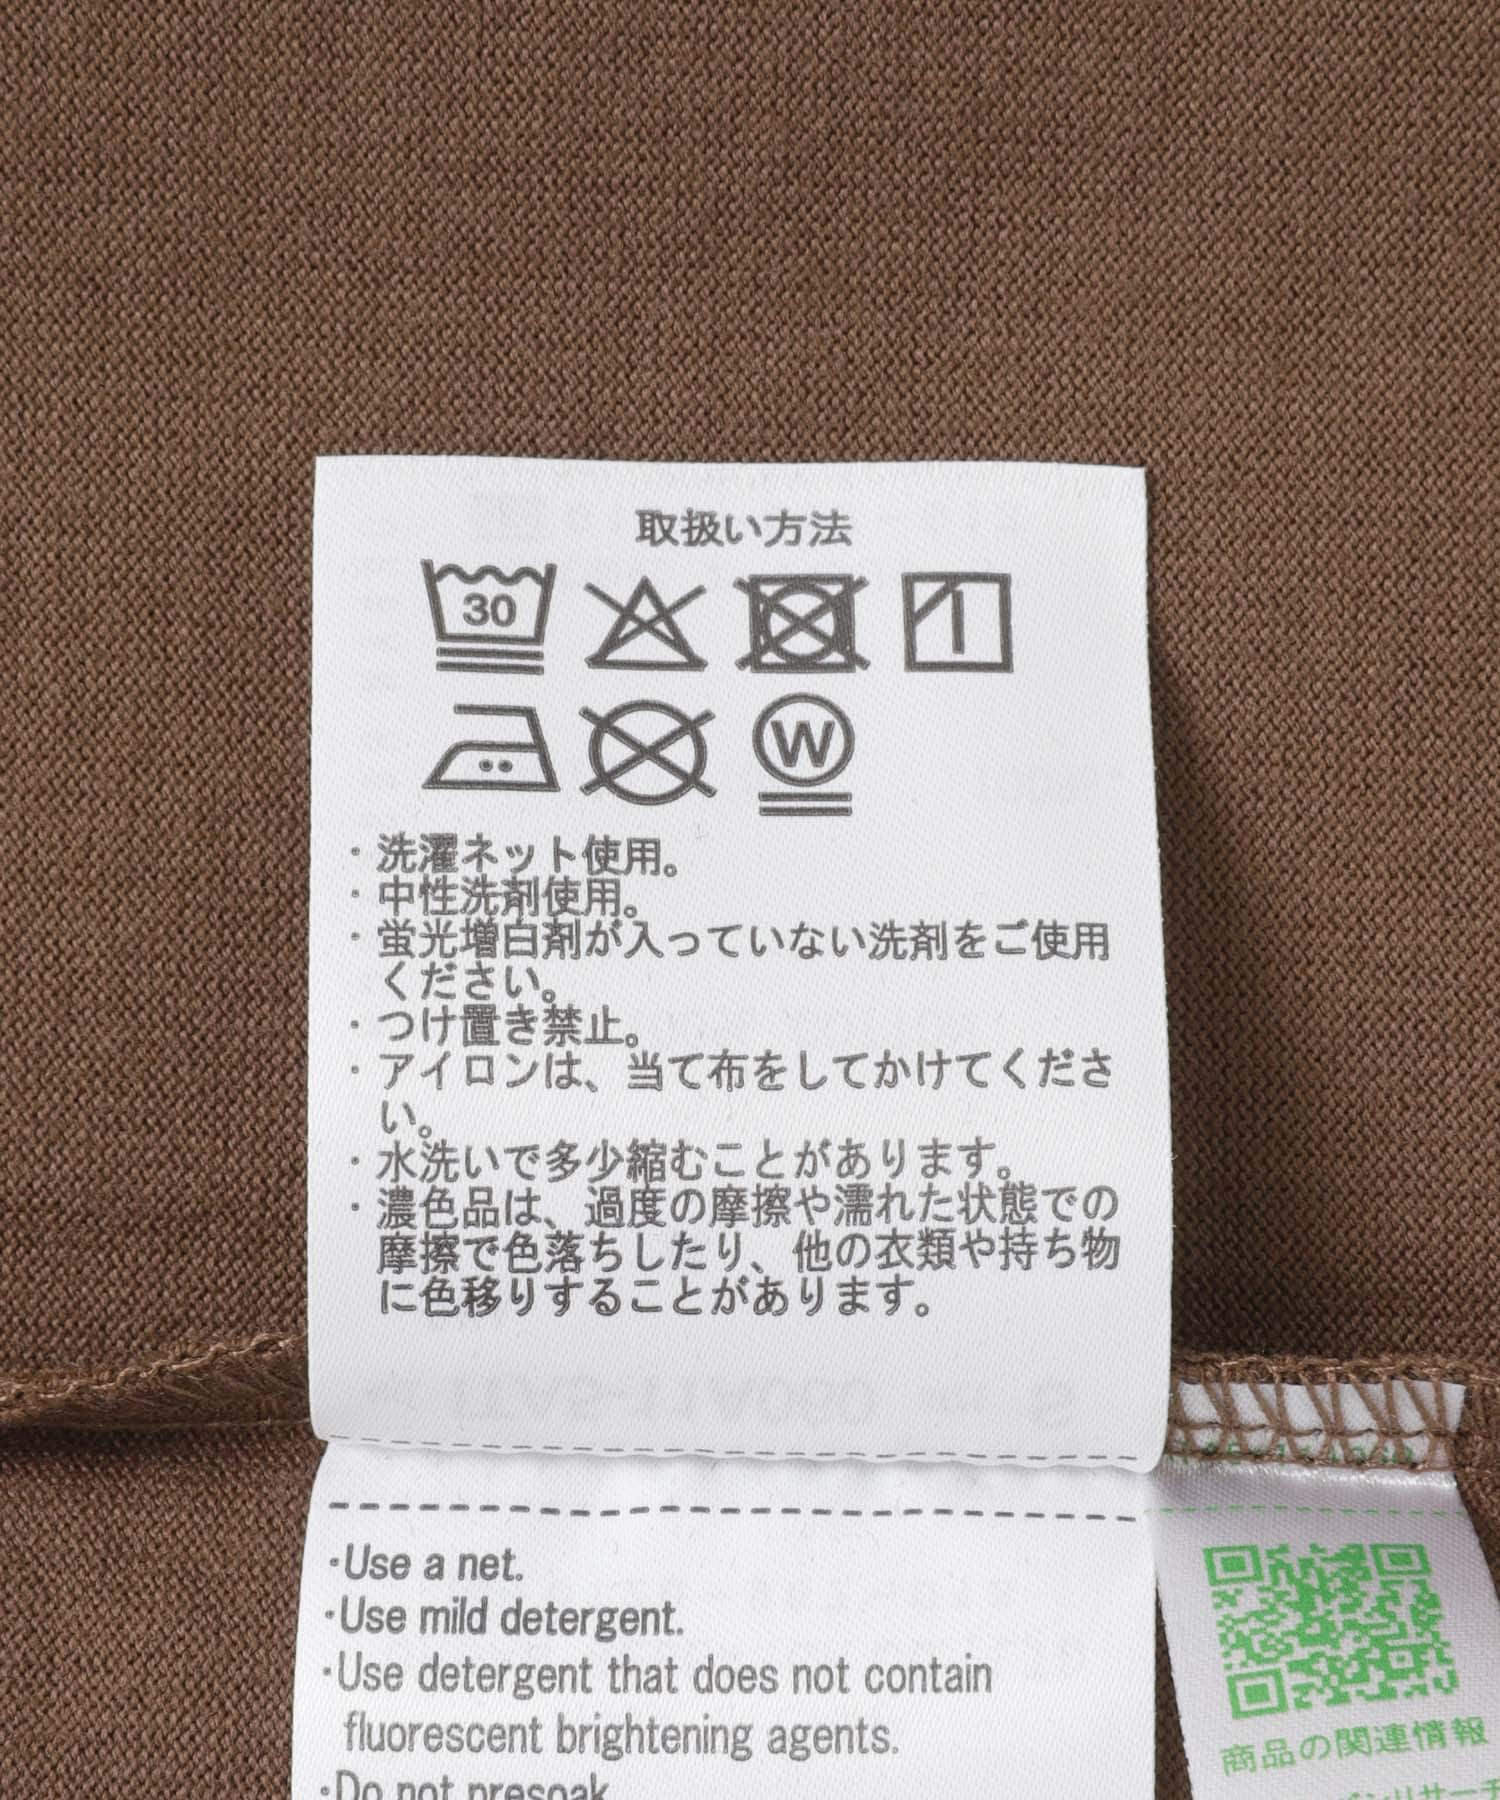 取扱い方法
30
W
・洗濯ネット使用。
・中性洗剤使用。
・蛍光増白剤が入っていない洗剤をご使用
ください。
・つけ置き禁止。
・アイロンは、当て布をしてかけてくださ
い。
・水洗いで多少縮むことがあります。
・濃色品は、過度の摩擦や濡れた状態での
摩擦で色落ちしたり、他の衣類や持ち物
に色移りすることがあります。
・Use a net.
・Use mild detergent.
・Use detergent that does not contain
fluorescent brightening agents.
・Do not presoak.
商品の関連情報